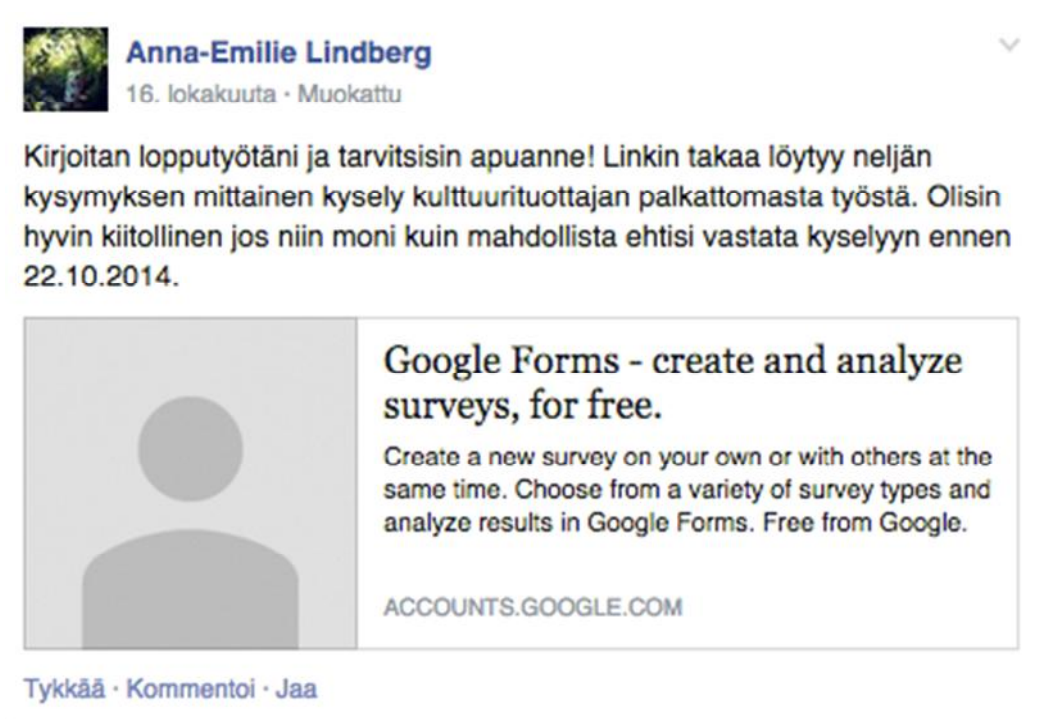 Anna-Emilie Lindberg
16. lokakuuta · Muokattu
Kirjoitan lopputyötäni ja tarvitsisin apuanne! Linkin takaa löytyy neljän
kysymyksen mittainen kysely kulttuurituottajan palkattomasta työstä. Olisin
hyvin kiitollinen jos niin moni kuin mahdollista ehtisi vastata kyselyyn ennen
22.10.2014.
Google Forms - create and analyze
surveys, for free.
Create a new survey on your own or with others at the
same time. Choose from a variety of survey types and
analyze results in Google Forms. Free from Google.
ACCOUNTS.GOOGLE.COM
Tykkää · Kommentoi · Jaa